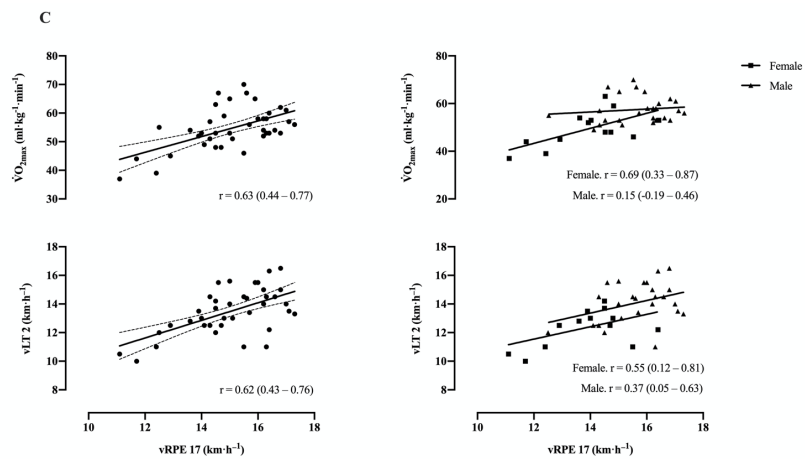 C
80
70
60
50
40
30
V̇O2max (ml·kg⁻¹·min⁻¹)
r = 0.63 (0.44 – 0.77)
80
60
40
20
V̇O2max (ml·kg⁻¹·min⁻¹)
Female. r = 0.69 (0.33 – 0.87)
Male. r = 0.15 (-0.19 – 0.46)
Female
Male
18
16
14
12
10
8
vLT 2 (km·h⁻¹)
r = 0.62 (0.43 – 0.76)
10 12 14 16 18
vRPE 17 (km·h⁻¹)
18
16
14
12
10
8
vLT 2 (km·h⁻¹)
Female. r = 0.55 (0.12 – 0.81)
Male. r = 0.37 (0.05 – 0.63)
10 12 14 16 18
vRPE 17 (km·h⁻¹)